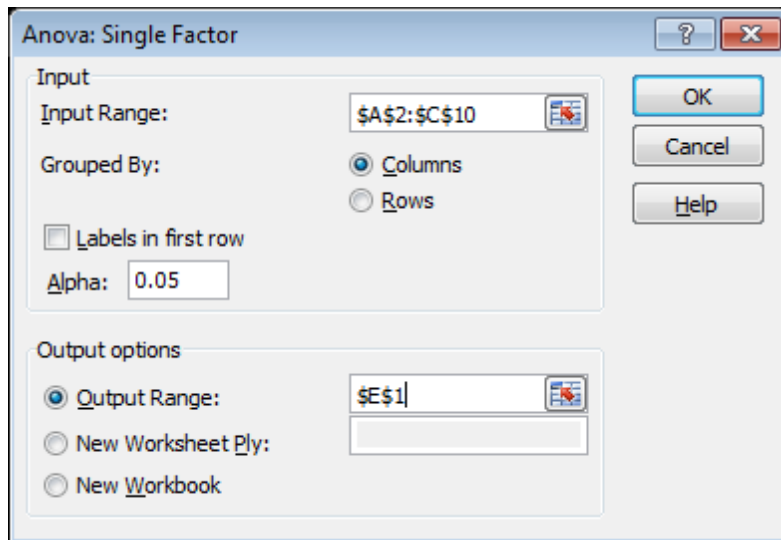 Anova: Single Factor
Input
Input Range: $A$2:$C$10
OK
Cancel
Grouped By: Columns
Rows
Help
Labels in first row
Alpha: 0.05
Output options
Output Range: $E$1
New Worksheet Ply:
New Workbook